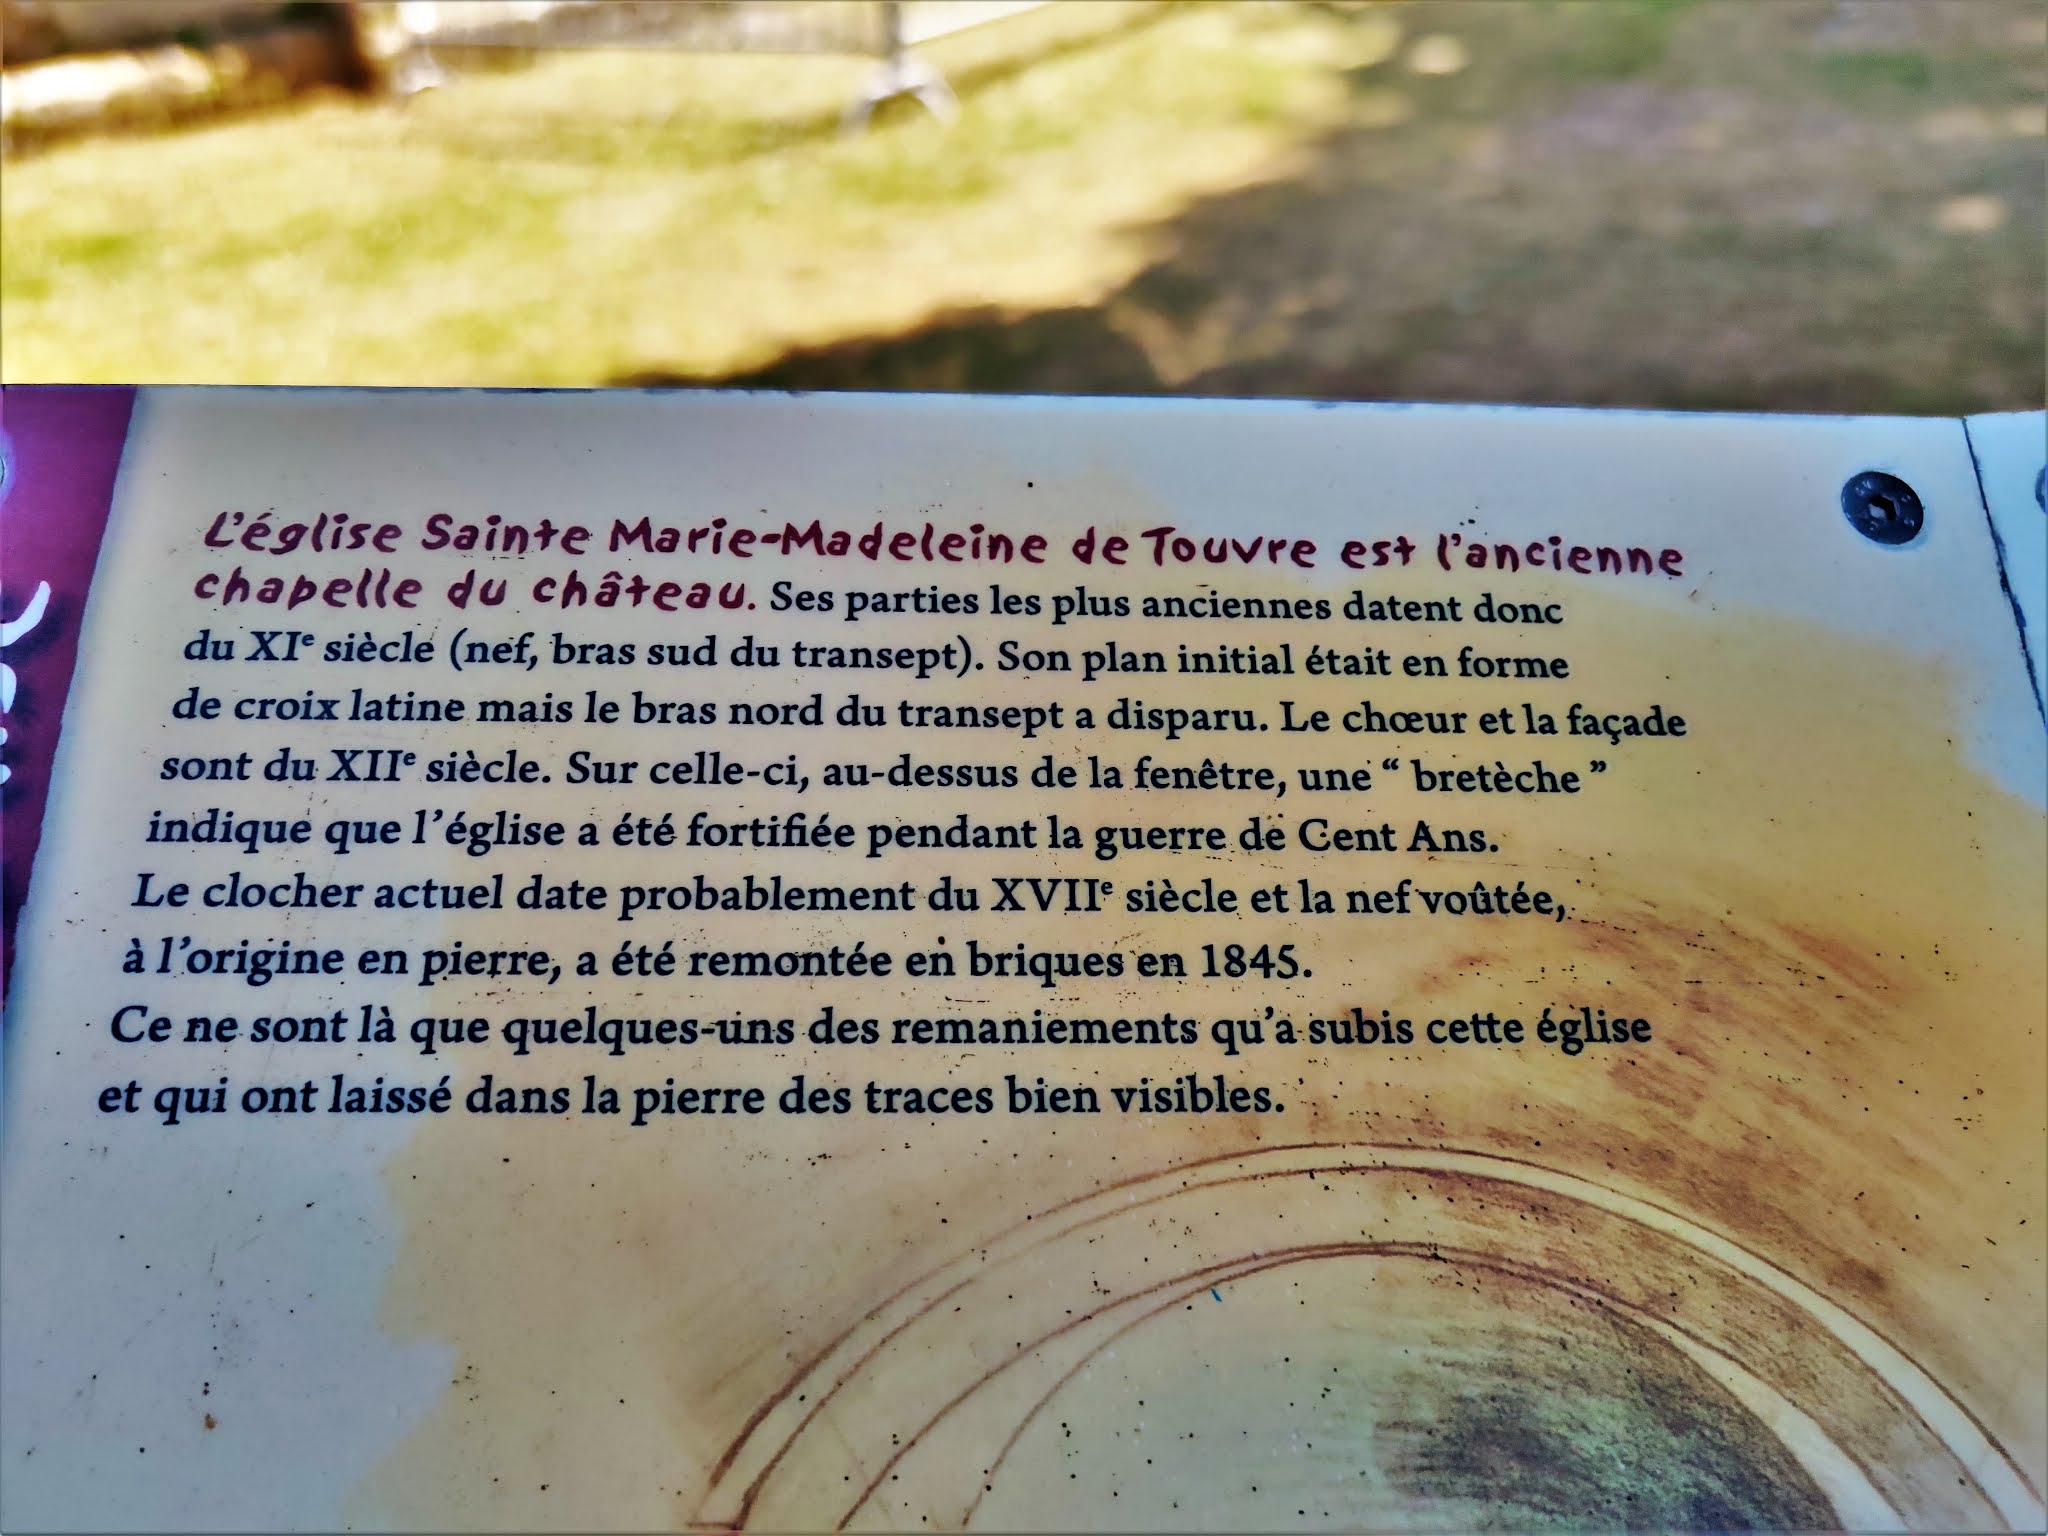 L'église Sainte Marie-Madeleine de Touvre est l'ancienne
chapelle du château. Ses parties les plus anciennes datent donc
du XIe siècle (nef, bras sud du transept). Son plan initial était en forme
de croix latine mais le bras nord du transept a disparu. Le chœur et la façade
sont du XIIe siècle. Sur celle-ci, au-dessus de la fenêtre, une “ bretèche ”
indique que l'église a été fortifiée pendant la guerre de Cent Ans.
Le clocher actuel date probablement du XVIIe siècle et la nef voûtée,
à l'origine en pierre, a été remontée en briques en 1845.
Ce ne sont là que quelques-uns des remaniements qu'a subis cette église
et qui ont laissé dans la pierre des traces bien visibles.